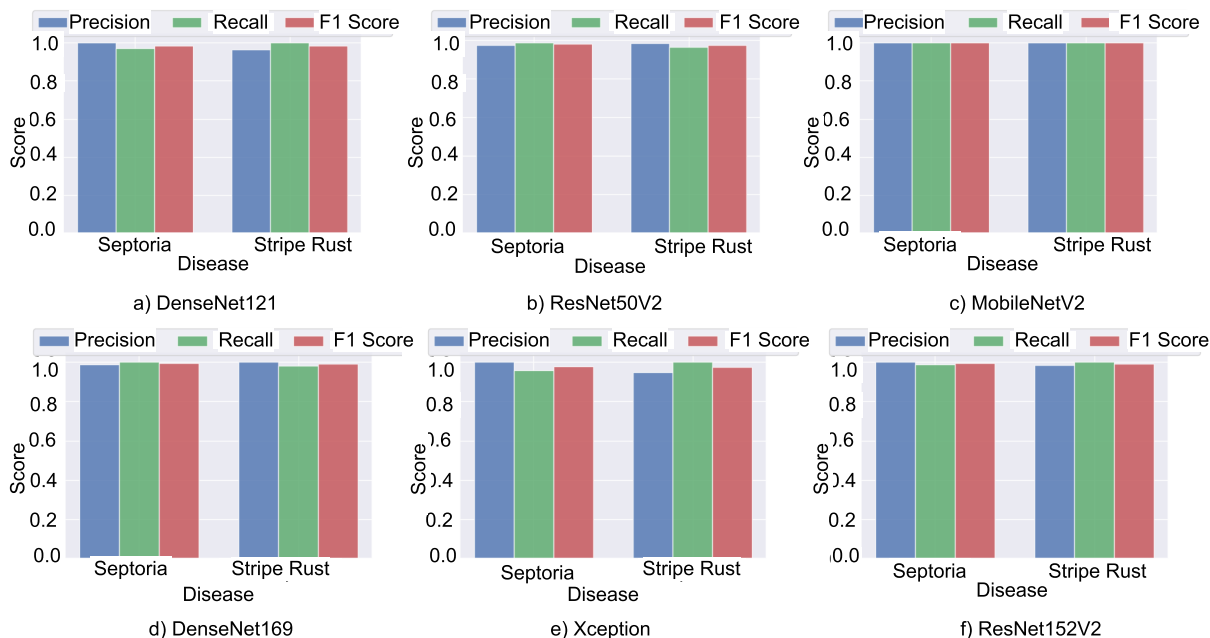 Precision Recall F1 Score
1.0
0.8
0.6
0.4
0.2
0.0
Score
Septoria Stripe Rust
Disease
a) DenseNet121
Precision Recall F1 Score
1.0
0.8
0.6
0.4
0.2
0.0
Score
Septoria Stripe Rust
Disease
b) ResNet50V2
Precision Recall F1 Score
1.0
0.8
0.6
0.4
0.2
0.0
Score
Septoria Stripe Rust
Disease
c) MobileNetV2
Precision Recall F1 Score
1.0
0.8
0.6
0.4
0.2
0.0
Score
Septoria Stripe Rust
Disease
d) DenseNet169
Precision Recall F1 Score
1.0
0.8
0.6
0.4
0.2
0.0
Score
Septoria Stripe Rust
Disease
e) Xception
Precision Recall F1 Score
1.0
0.8
0.6
0.4
0.2
0.0
Score
Septoria Stripe Rust
Disease
f) ResNet152V2